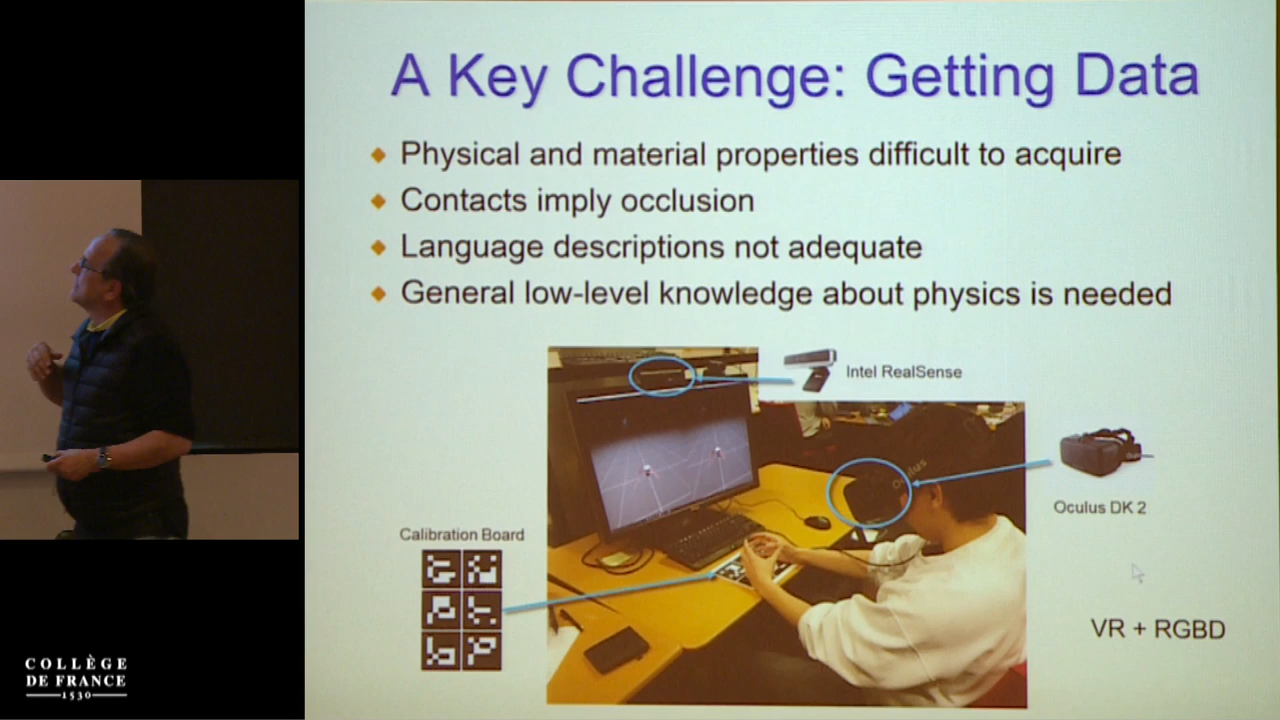 A Key Challenge: Getting Data
Physical and material properties difficult to acquire
Contacts imply occlusion
Language descriptions not adequate
General low-level knowledge about physics is needed
Intel RealSense
Oculus
Oculus DK 2
Calibration Board
VR + RGBD
COLLÈGE
DE FRANCE
1530